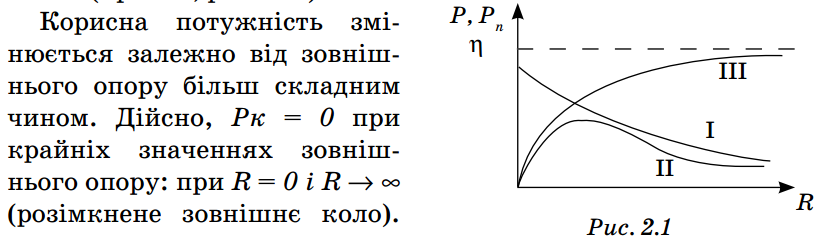 Корисна потужність змі-
нюється залежно від зовніш-
нього опору більш складним
чином. Дійсно, Pк = 0 при
крайніх значеннях зовніш-
нього опору: при R = 0 і R → ∞
(розімкнене зовнішнє коло).
P, Pп
η
III
I
II
R
Рис. 2.1